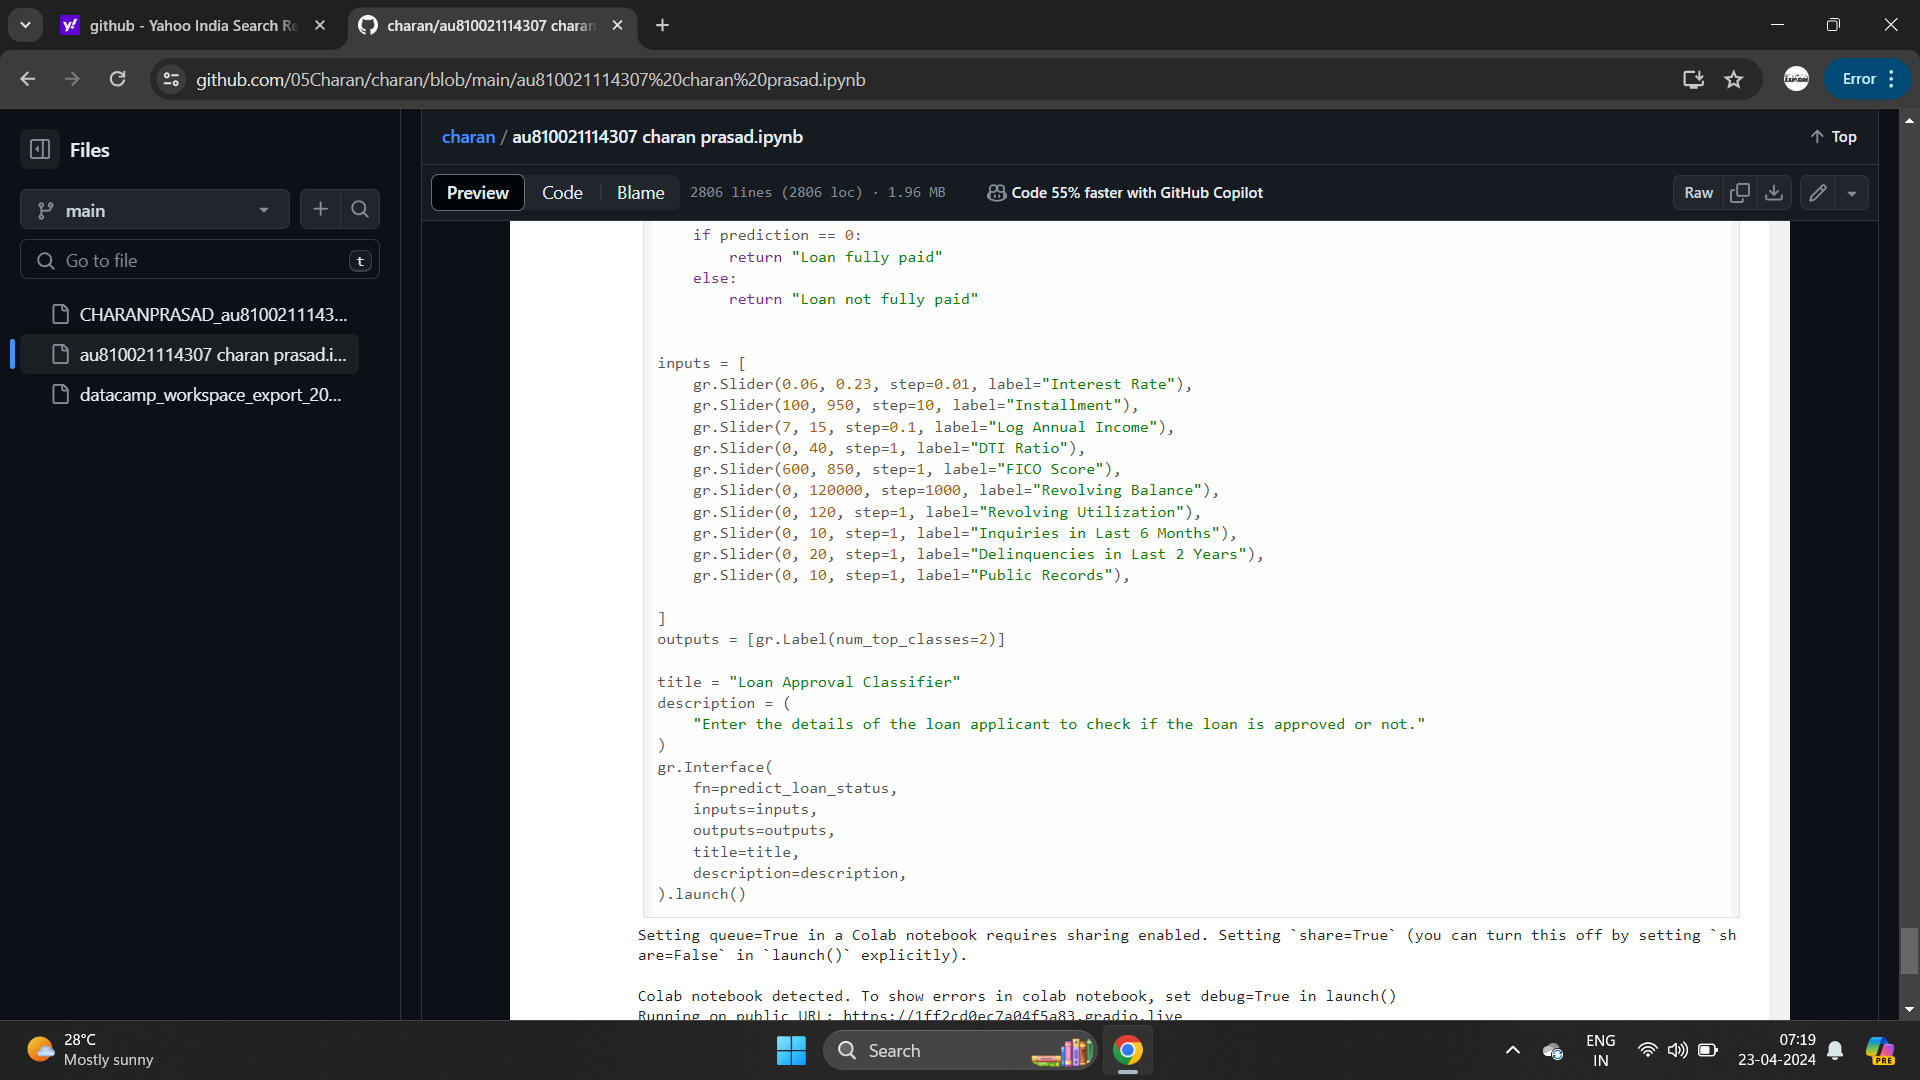 github - Yahoo India Search Re
charan/au810021114307 charan
github.com/05Charan/charan/blob/main/au810021114307%20charan%20prasad.ipynb
Error
Files
main
Go to file
t
CHARANPRASAD_au8100211143...
au810021114307 charan prasad.i...
datacamp_workspace_export_20...
charan / au810021114307 charan prasad.ipynb
Top
Preview Code Blame 2806 lines (2806 loc) · 1.96 MB Code 55% faster with GitHub Copilot Raw
if prediction == 0:
return "Loan fully paid"
else:
return "Loan not fully paid"
inputs = [
gr.Slider(0.06, 0.23, step=0.01, label="Interest Rate"),
gr.Slider(100, 950, step=10, label="Installment"),
gr.Slider(7, 15, step=0.1, label="Log Annual Income"),
gr.Slider(0, 40, step=1, label="DTI Ratio"),
gr.Slider(600, 850, step=1, label="FICO Score"),
gr.Slider(0, 120000, step=1000, label="Revolving Balance"),
gr.Slider(0, 120, step=1, label="Revolving Utilization"),
gr.Slider(0, 10, step=1, label="Inquiries in Last 6 Months"),
gr.Slider(0, 20, step=1, label="Delinquencies in Last 2 Years"),
gr.Slider(0, 10, step=1, label="Public Records"),
]
outputs = [gr.Label(num_top_classes=2)]
title = "Loan Approval Classifier"
description = (
"Enter the details of the loan applicant to check if the loan is approved or not."
)
gr.Interface(
fn=predict_loan_status,
inputs=inputs,
outputs=outputs,
title=title,
description=description,
).launch()
Setting queue=True in a Colab notebook requires sharing enabled. Setting `share=True` (you can turn this off by setting `sh
are=False` in `launch()` explicitly).
Colab notebook detected. To show errors in colab notebook, set debug=True in launch()
Running on public URL: https://1ff2cd0ec7a04f5a83.gradio.live
28°C
Mostly sunny
Search
ENG
IN
07:19
23-04-2024
PRE